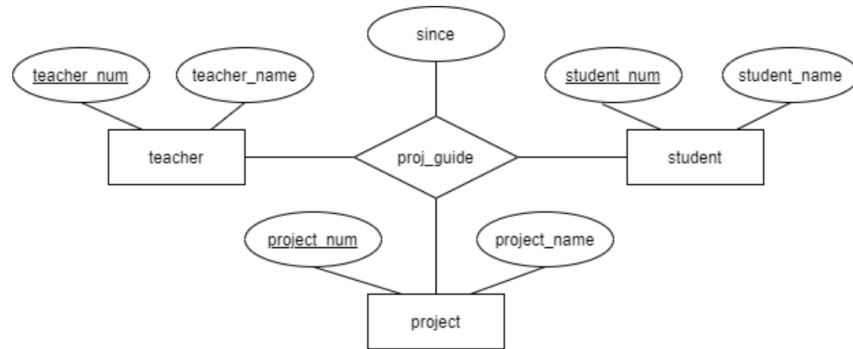 since
teacher_num
teacher_name
student_num
student_name
teacher
proj_guide
student
project_num
project_name
project